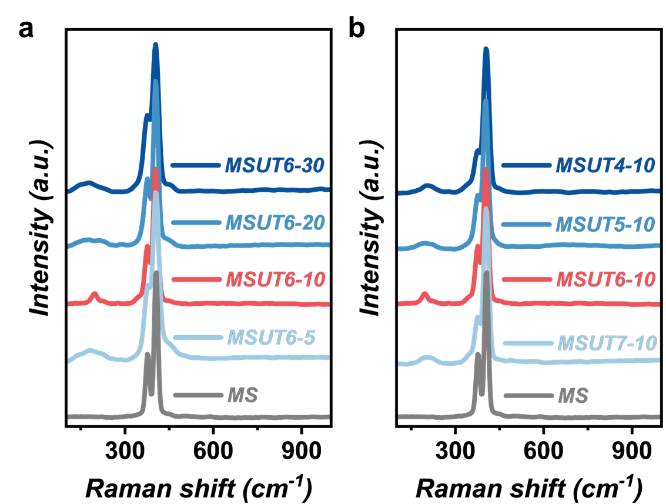 a
Intensity (a.u.)
MSUT6-30
MSUT6-20
MSUT6-10
MSUT6-5
MS
300 600 900
Raman shift (cm⁻¹)
b
Intensity (a.u.)
MSUT4-10
MSUT5-10
MSUT6-10
MSUT7-10
MS
300 600 900
Raman shift (cm⁻¹)